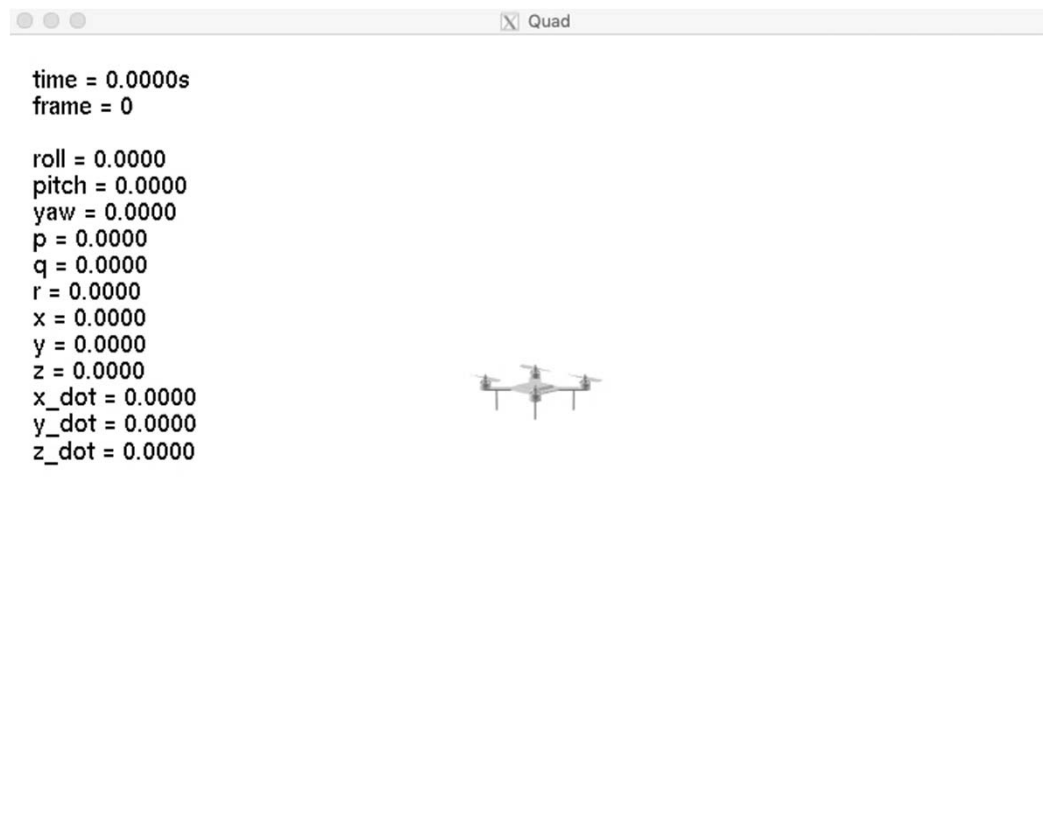 Quad
time = 0.0000s
frame = 0
roll = 0.0000
pitch = 0.0000
yaw = 0.0000
p = 0.0000
q = 0.0000
r = 0.0000
x = 0.0000
y = 0.0000
z = 0.0000
x_dot = 0.0000
y_dot = 0.0000
z_dot = 0.0000